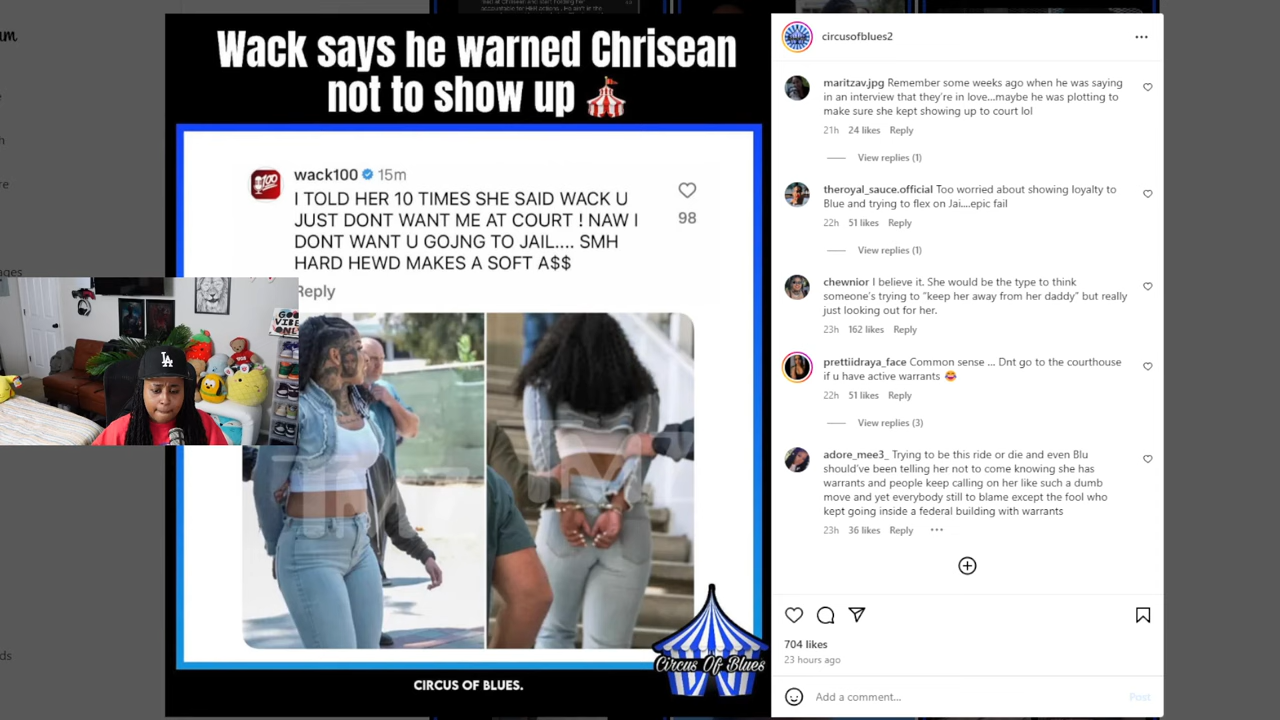 Wack says he warned Chrisean
not to show up
wack100 15m
I TOLD HER 10 TIMES SHE SAID WACK U
JUST DONT WANT ME AT COURT ! NAW I
DONT WANT U GOJNG TO JAIL.... SMH
HARD HEWD MAKES A SOFT A$$
98
Reply
GOOD
VIBE
ONLY
LA
Circus Of Blues
CIRCUS OF BLUES.
circusofblues2
maritzav.jpg Remember some weeks ago when he was saying
in an interview that they're in love...maybe he was plotting to
make sure she kept showing up to court lol
21h 24 likes Reply
View replies (1)
theroyal_sauce.official Too worried about showing loyalty to
Blue and trying to flex on Jai....epic fail
22h 51 likes Reply
View replies (1)
chewnior I believe it. She would be the type to think
someone's trying to "keep her away from her daddy" but really
just looking out for her.
23h 162 likes Reply
prettiidraya_face Common sense ... Dnt go to the courthouse
if u have active warrants
22h 51 likes Reply
View replies (3)
adore_mee3_ Trying to be this ride or die and even Blu
should've been telling her not to come knowing she has
warrants and people keep calling on her like such a dumb
move and yet everybody still to blame except the fool who
kept going inside a federal building with warrants
23h 36 likes Reply
704 likes
23 hours ago
Add a comment...
Post